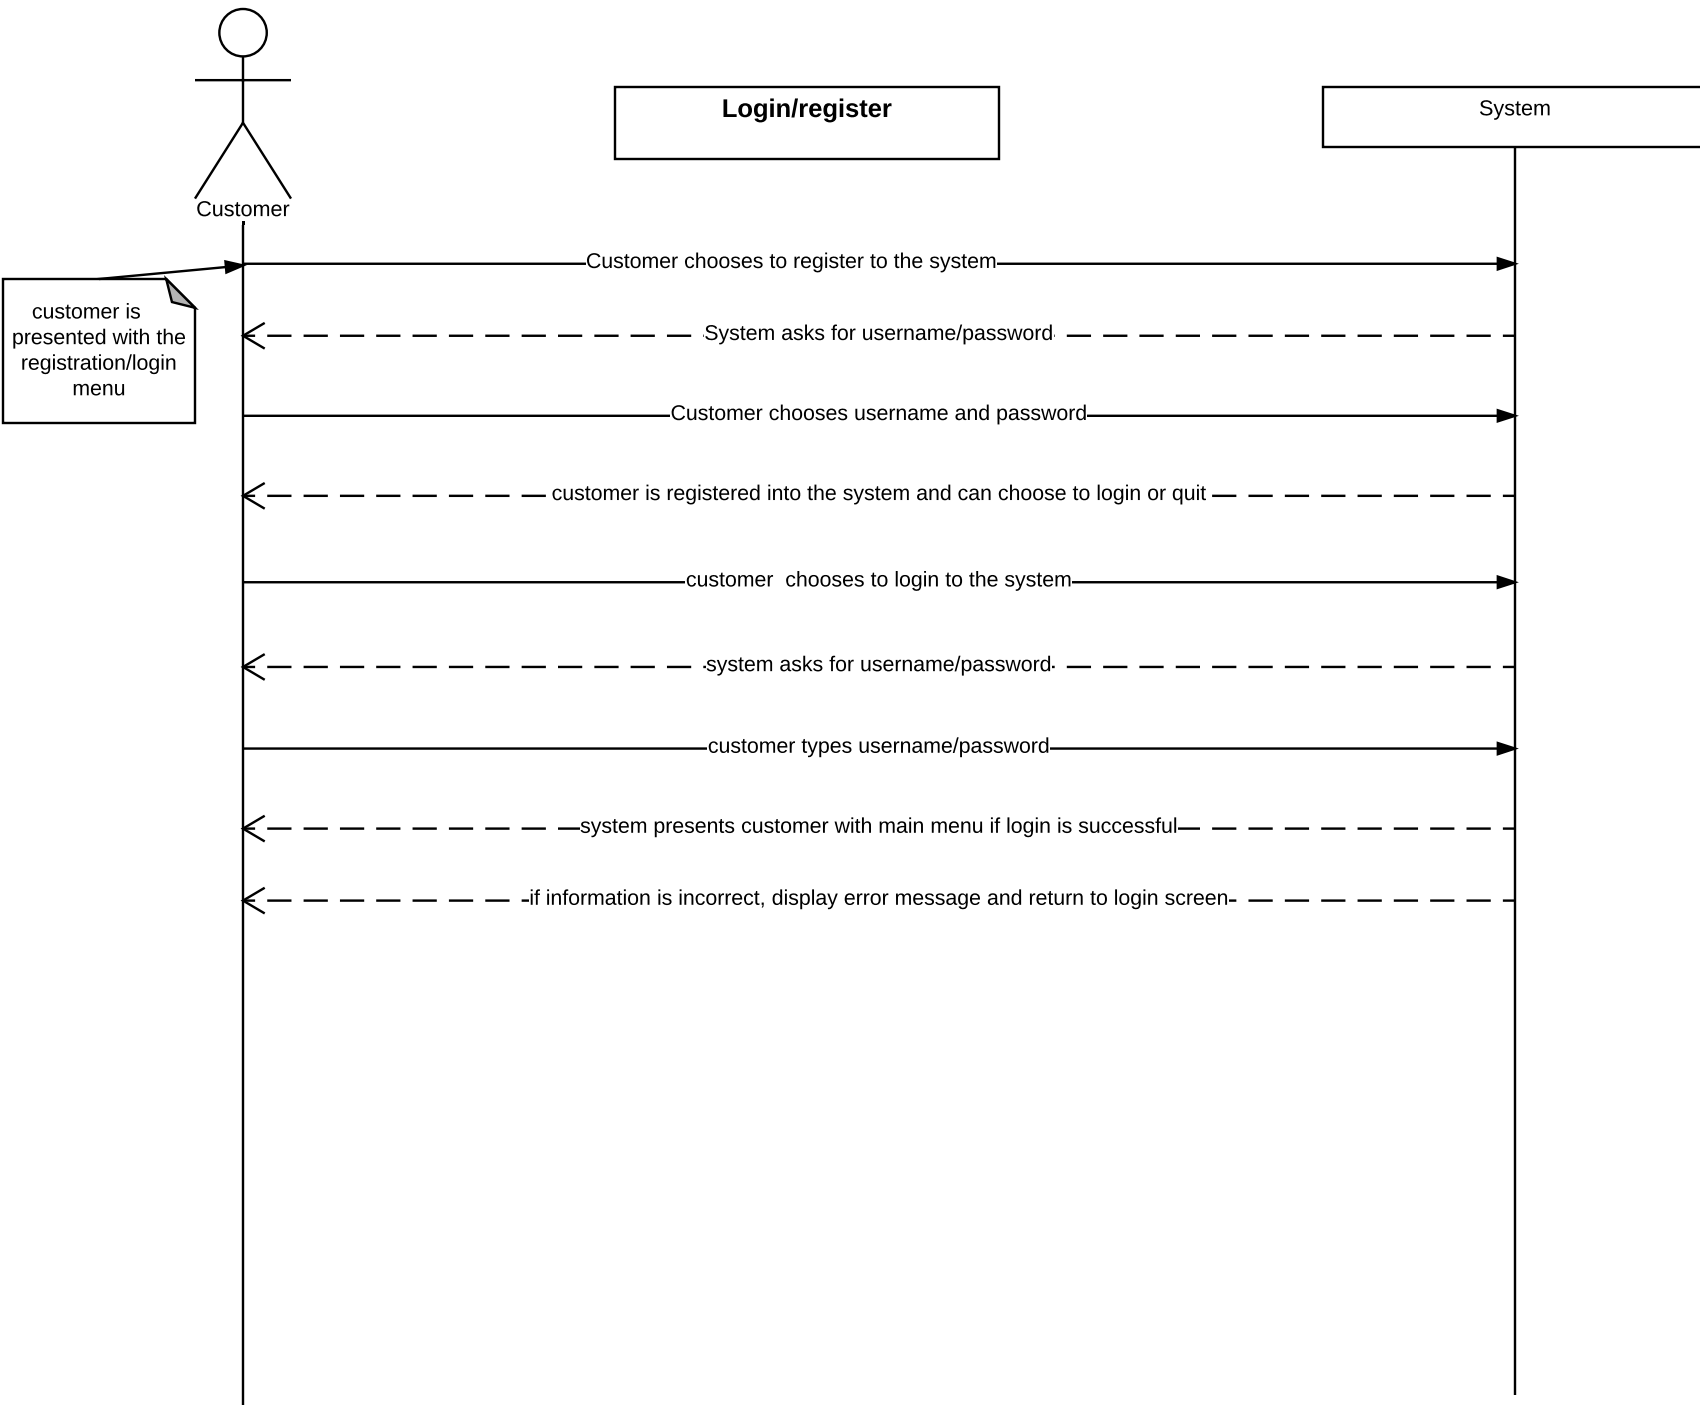 Login/register
System
Customer
Customer chooses to register to the system
customer is
presented with the
registration/login
menu
System asks for username/password
Customer chooses username and password
customer is registered into the system and can choose to login or quit
customer  chooses to login to the system
system asks for username/password
customer types username/password
system presents customer with main menu if login is successful
if information is incorrect, display error message and return to login screen